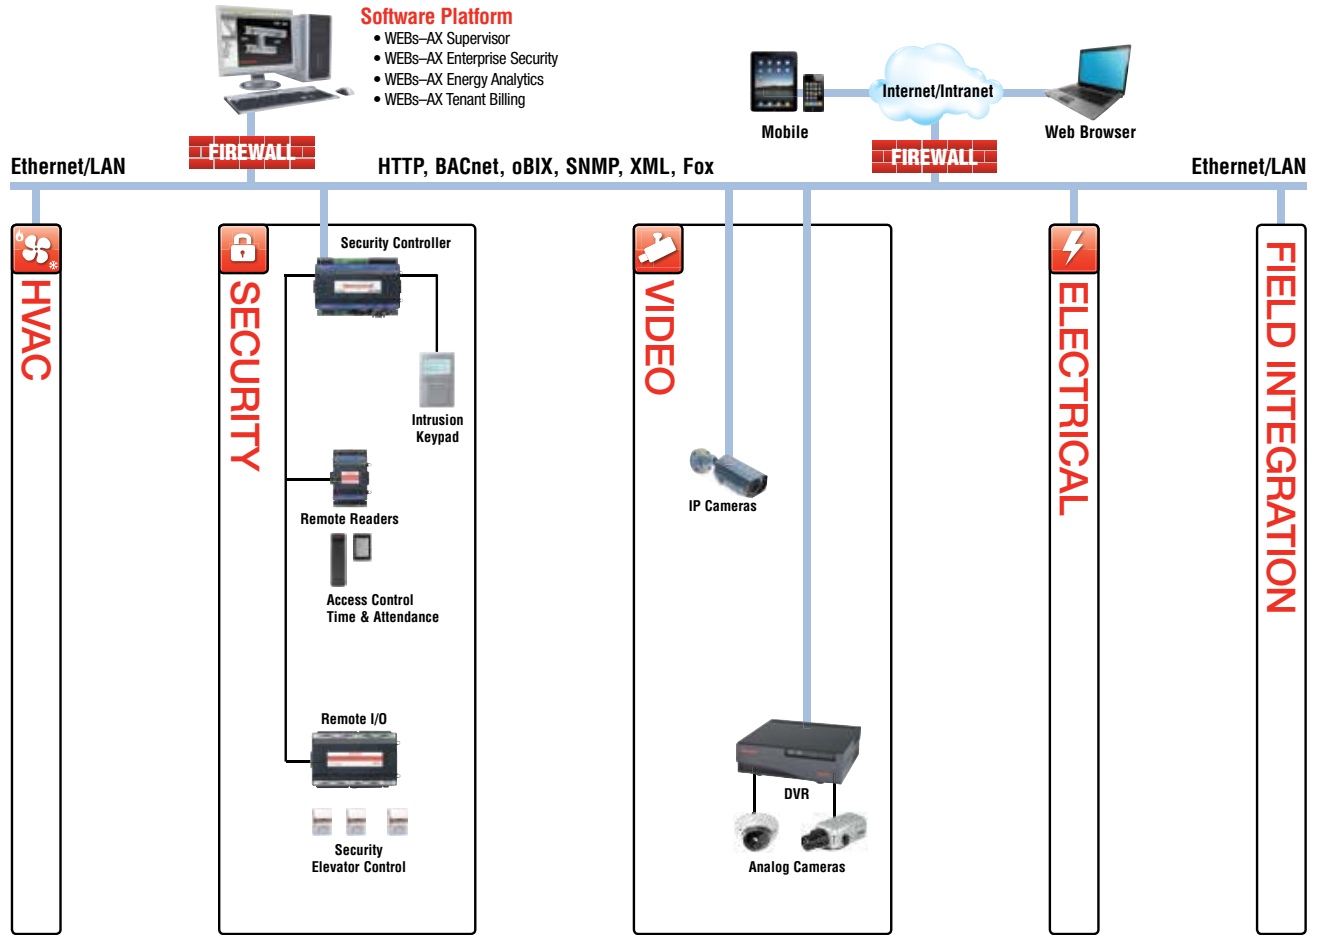 Software Platform
• WEBs–AX Supervisor
• WEBs–AX Enterprise Security
• WEBs–AX Energy Analytics
• WEBs–AX Tenant Billing
Internet/Intranet
Mobile
Web Browser
FIREWALL
FIREWALL
Ethernet/LAN
HTTP, BACnet, oBIX, SNMP, XML, Fox
Ethernet/LAN
HVAC
SECURITY
Security Controller
Intrusion
Keypad
Remote Readers
Access Control
Time & Attendance
Remote I/O
Security
Elevator Control
VIDEO
IP Cameras
DVR
Analog Cameras
ELECTRICAL
FIELD INTEGRATION